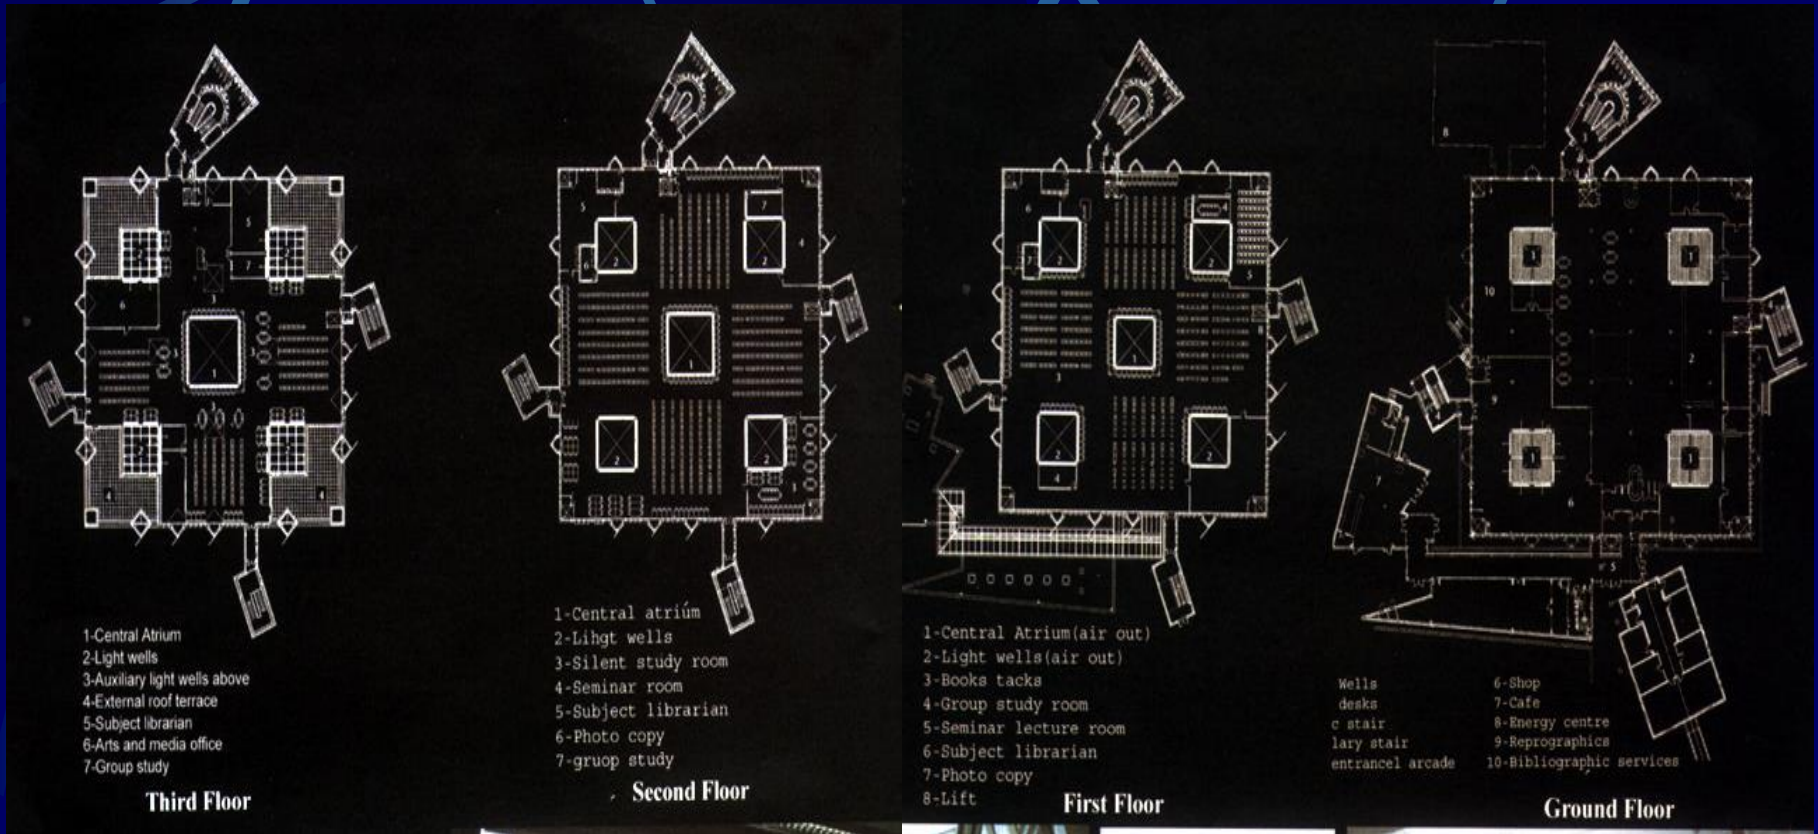 1-Central Atrium
2-Light wells
3-Auxiliary light wells above
4-External roof terrace
5-Subject librarian
6-Arts and media office
7-Group study
Third Floor
1-Central atriúm
2-Lihgt wells
3-Silent study room
4-Seminar room
5-Subject librarian
6-Photo copy
7-gruop study
Second Floor
1-Central Atrium(air out)
2-Light wells(air out)
3-Books tacks
4-Group study room
5-Seminar lecture room
6-Subject librarian
7-Photo copy
8-Lift
First Floor
Wells
desks
c stair
lary stair
entrancel arcade
6-Shop
7-Cafe
8-Energy centre
9-Reprographics
10-Bibliographic services
Ground Floor